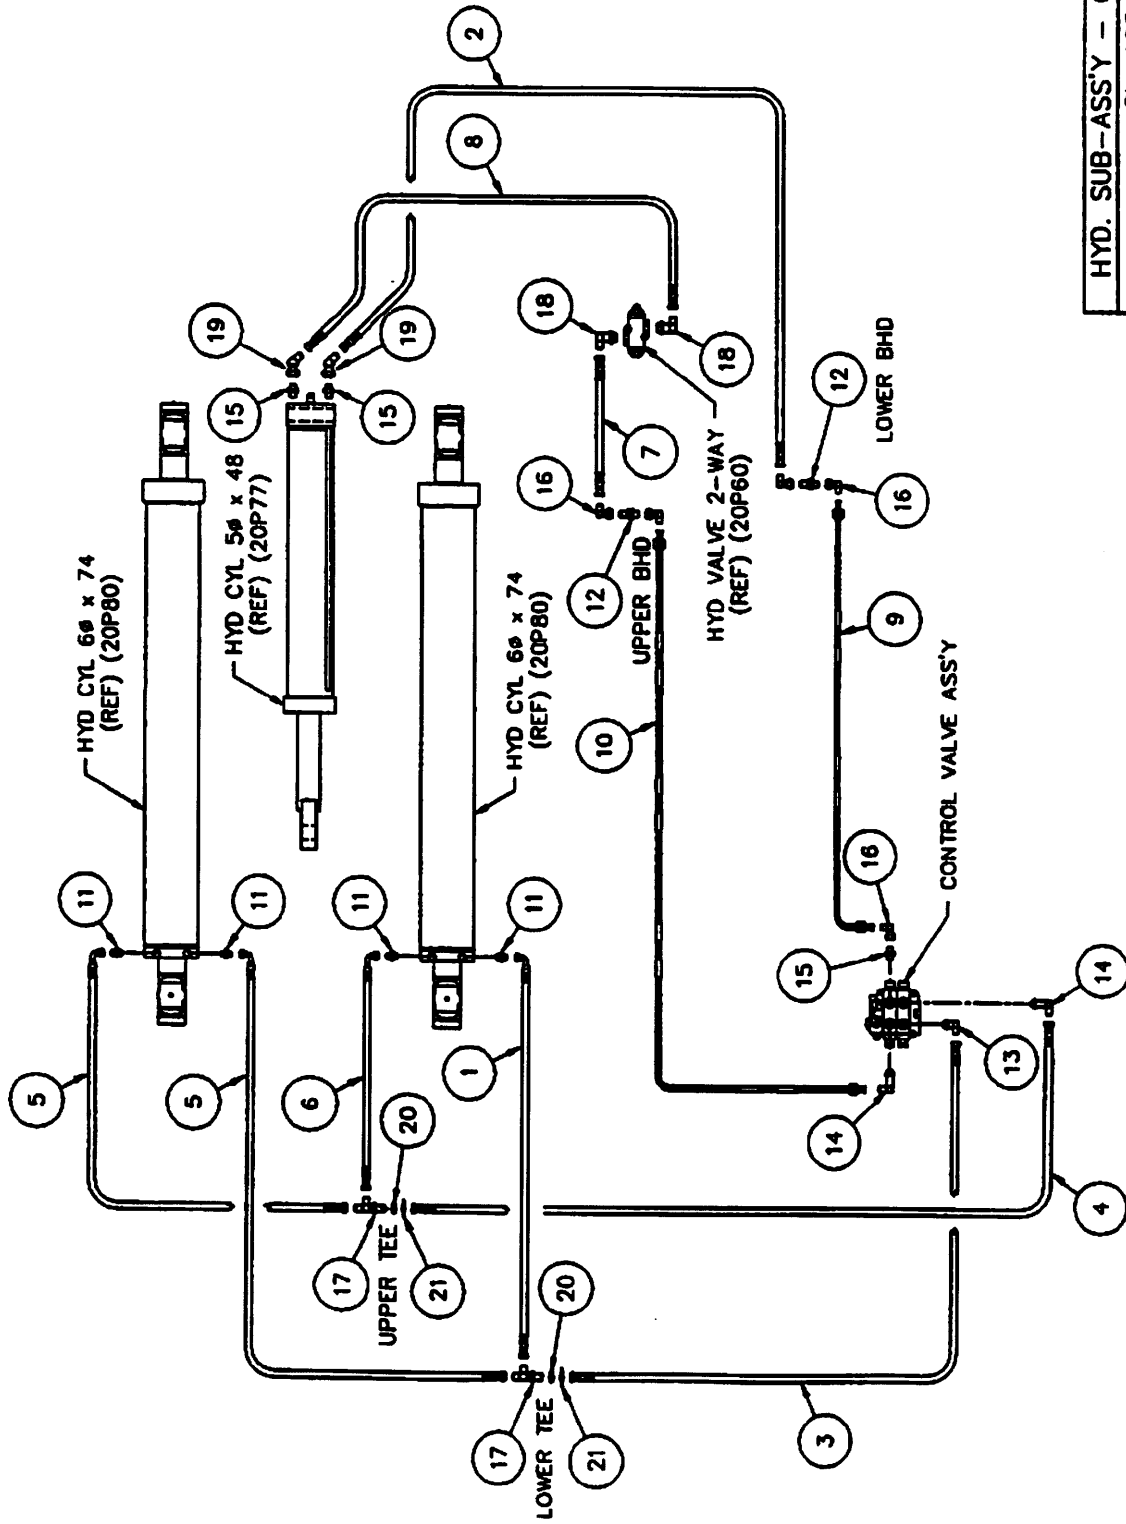 5
11
HYD CYL 6ø x 74
(REF) (20P80)
5
11
19
15
HYD CYL 5ø x 48
(REF) (20P77)
6
11
15
19
17
UPPER TEE
20
21
1
11
HYD CYL 6ø x 74
(REF) (20P80)
2
8
17
LOWER TEE
20
21
18
16
7
12
UPPER BHD
10
18
HYD VALVE 2-WAY
(REF) (20P60)
3
14
15
16
9
12
LOWER BHD
16
CONTROL VALVE ASS'Y
13
14
4
HYD. SUB-ASS'Y –